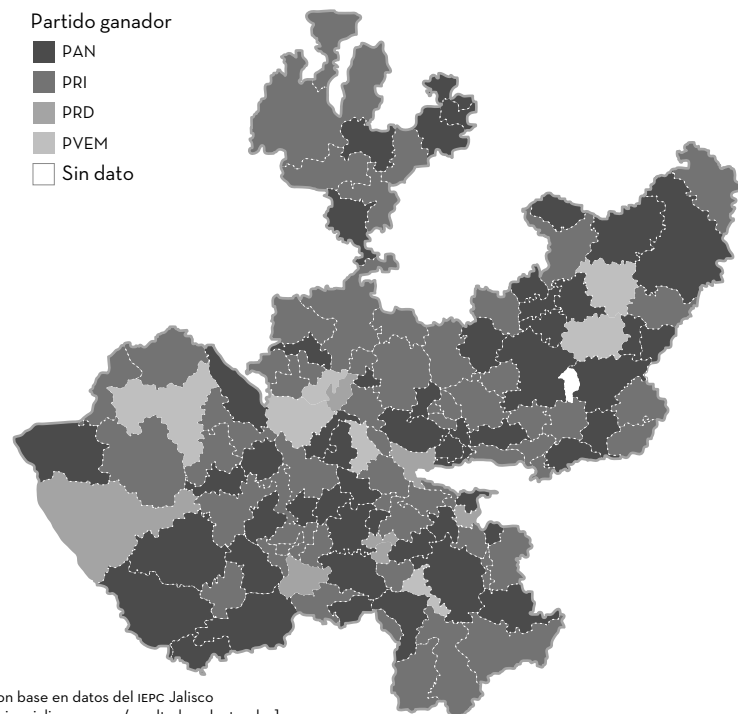 Partido ganador
PAN
PRI
PRD
PVEM
Sin dato
on base en datos del IEPC Jalisco